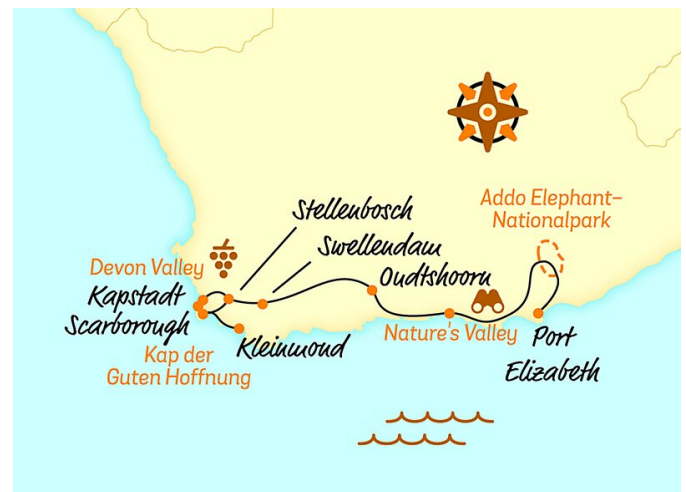 Stellenbosch
Addo Elephant-
Nationalpark
Swellendam
Devon Valley
Oudtshoorn
Kapstadt
Scarborough
Nature's Valley
Port
Elizabeth
Kleinmond
Kap der
Guten Hoffnung